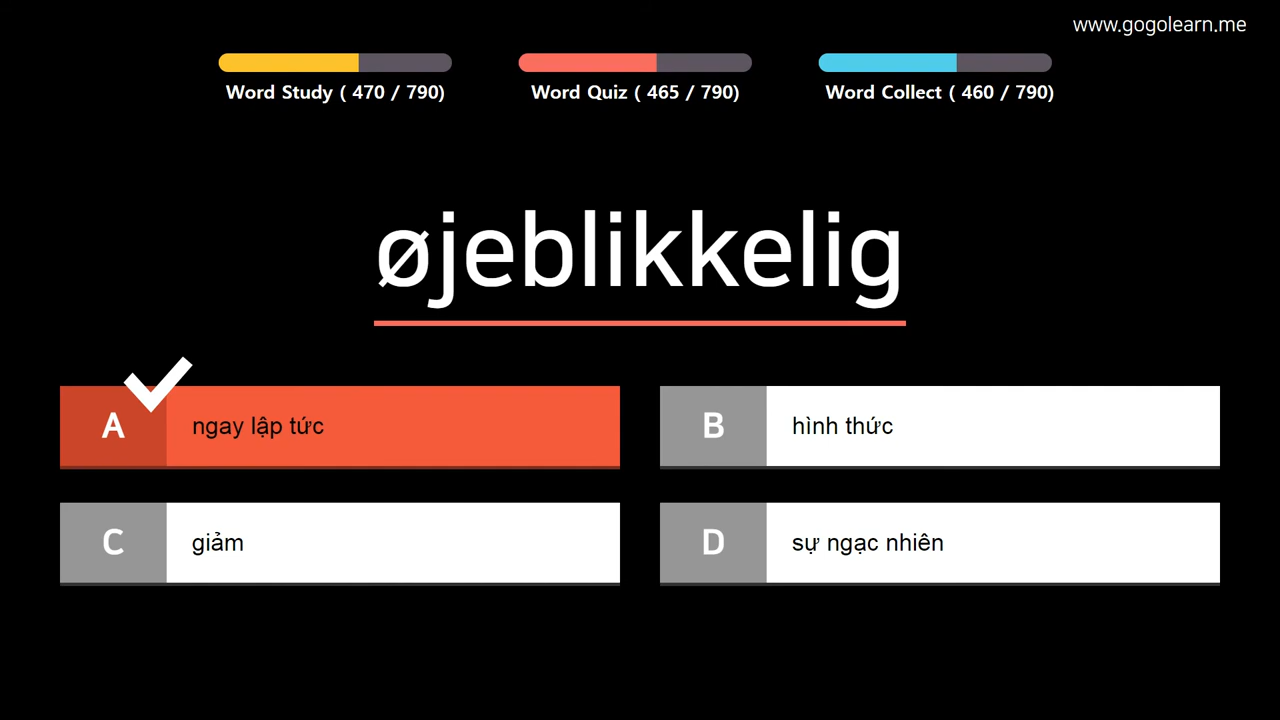 www.gogolearn.me
Word Study ( 470 / 790)
Word Quiz ( 465 / 790)
Word Collect ( 460 / 790)
øjeblikkelig
A ngay lập tức
B hình thức
C giảm
D sự ngạc nhiên